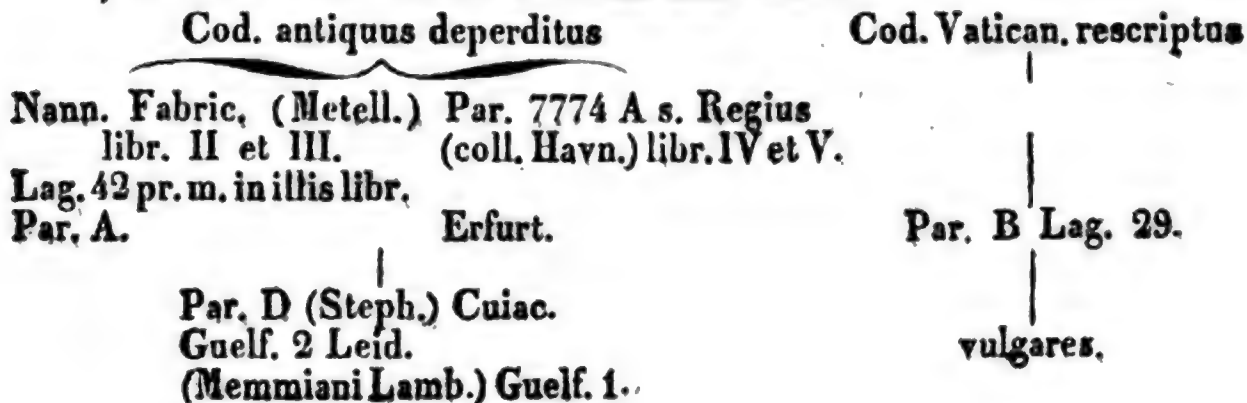 Cod. antiquus deperditus Cod. Vatican. rescriptus
Nann. Fabric. (Metell.) Par. 7774 A s. Regius
libr. II et III. (coll. Havn.) libr. IV et V.
Lag. 42 pr. m. in illis libr.
Par. A. Erfurt. Par. B Lag. 29.
Par. D (Steph.) Cuiac.
Guelf. 2 Leid. vulgares.
(Memmiani Lamb.) Guelf. 1.